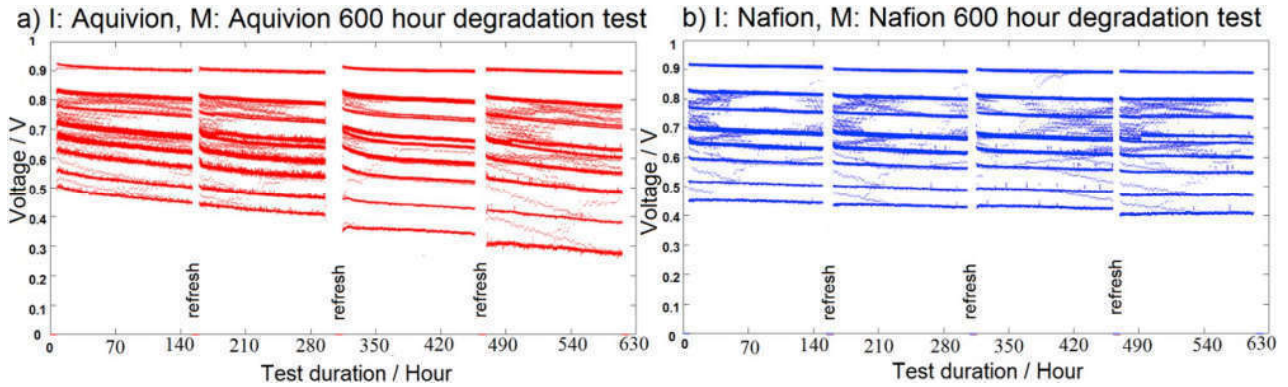 a) I: Aquivion, M: Aquivion 600 hour degradation test
1
0.9
0.8
0.7
0.6
0.5
0.4
0.3
0.2
0.1
0
Voltage / V
refresh
refresh
refresh
0 70 140 210 280 350 420 490 540 630
Test duration / Hour
b) I: Nafion, M: Nafion 600 hour degradation test
1
0.9
0.8
0.7
0.6
0.5
0.4
0.3
0.2
0.1
0
Voltage / V
refresh
refresh
refresh
0 70 140 210 280 350 420 490 540 630
Test duration / Hour